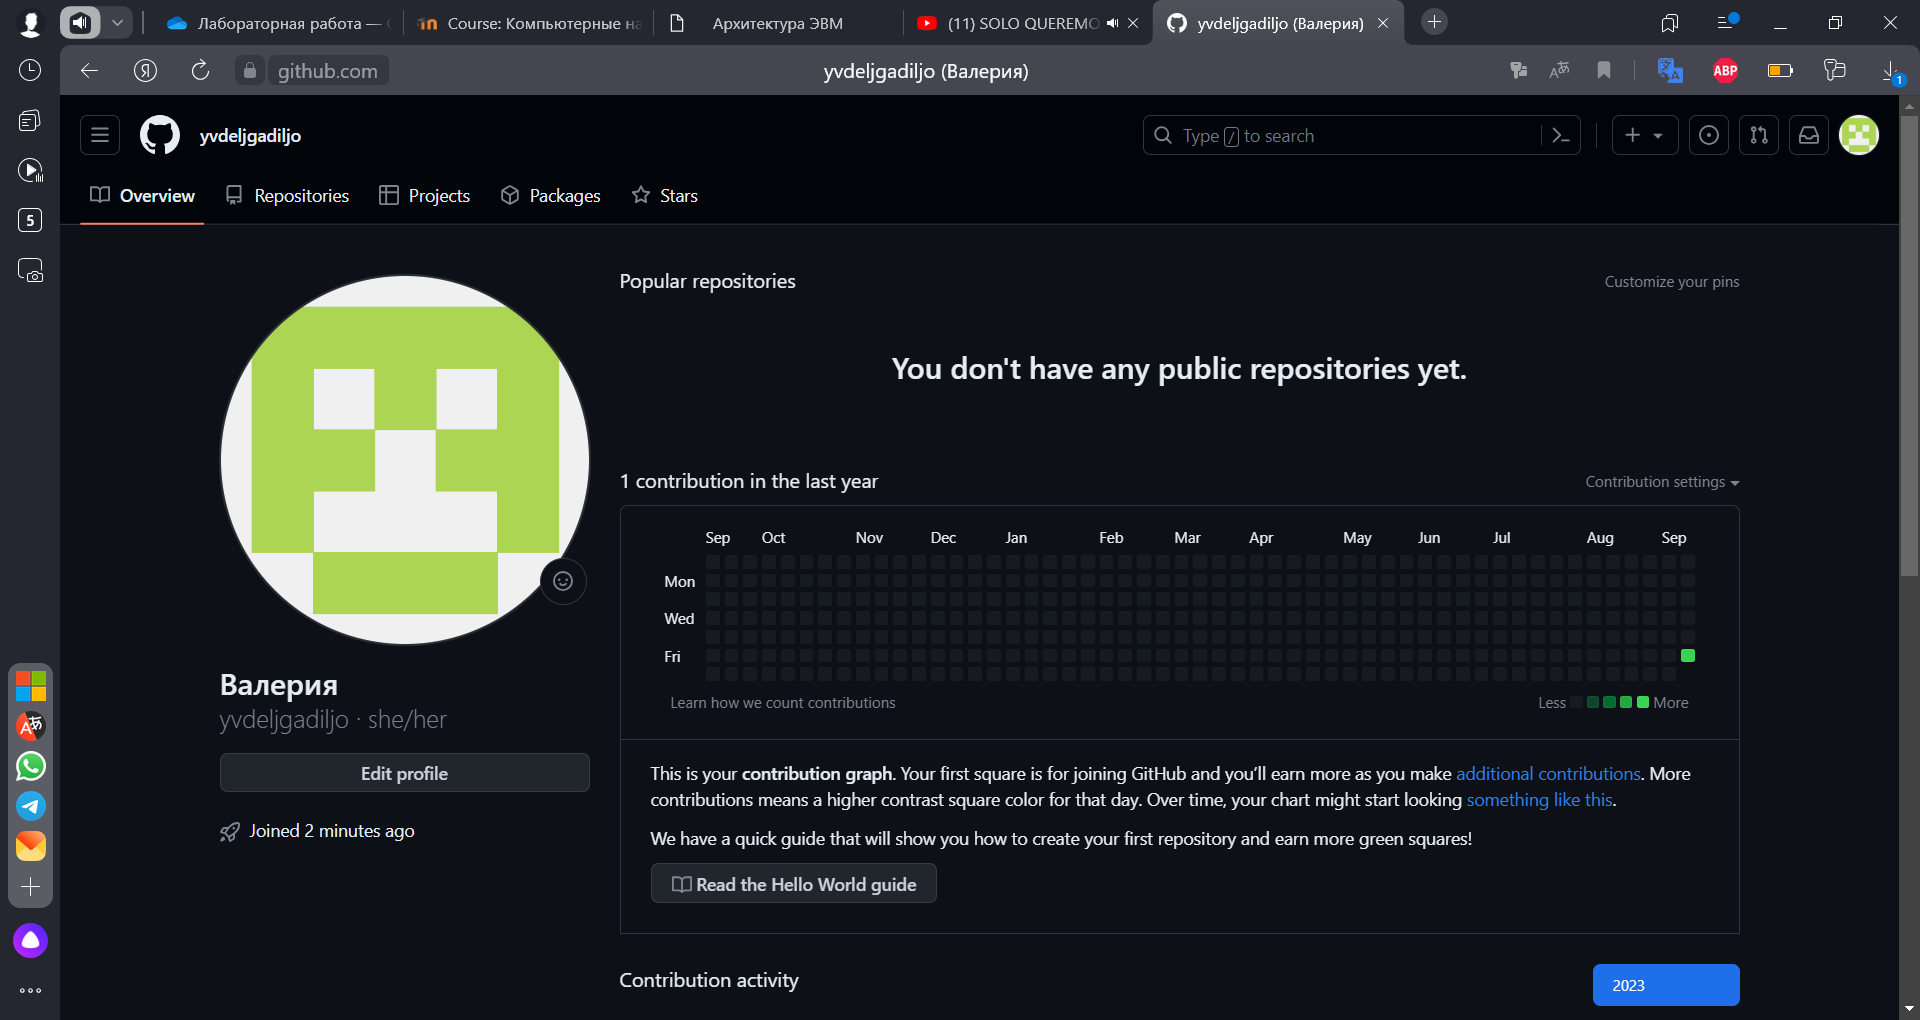 Лабораторная работа —
Course: Компьютерные на
Архитектура ЭВМ
(11) SOLO QUEREMO
yvdeljgadiljo (Валерия)
github.com
yvdeljgadiljo (Валерия)
ABP
1
5
yvdeljgadiljo
Type / to search
Overview
Repositories
Projects
Packages
Stars
Popular repositories
Customize your pins
You don't have any public repositories yet.
1 contribution in the last year
Contribution settings
Sep Oct Nov Dec Jan Feb Mar Apr May Jun Jul Aug Sep
Mon
Wed
Fri
Learn how we count contributions
Less More
Валерия
yvdeljgadiljo · she/her
Edit profile
Joined 2 minutes ago
This is your contribution graph. Your first square is for joining GitHub and you'll earn more as you make additional contributions. More
contributions means a higher contrast square color for that day. Over time, your chart might start looking something like this.
We have a quick guide that will show you how to create your first repository and earn more green squares!
Read the Hello World guide
Contribution activity
2023